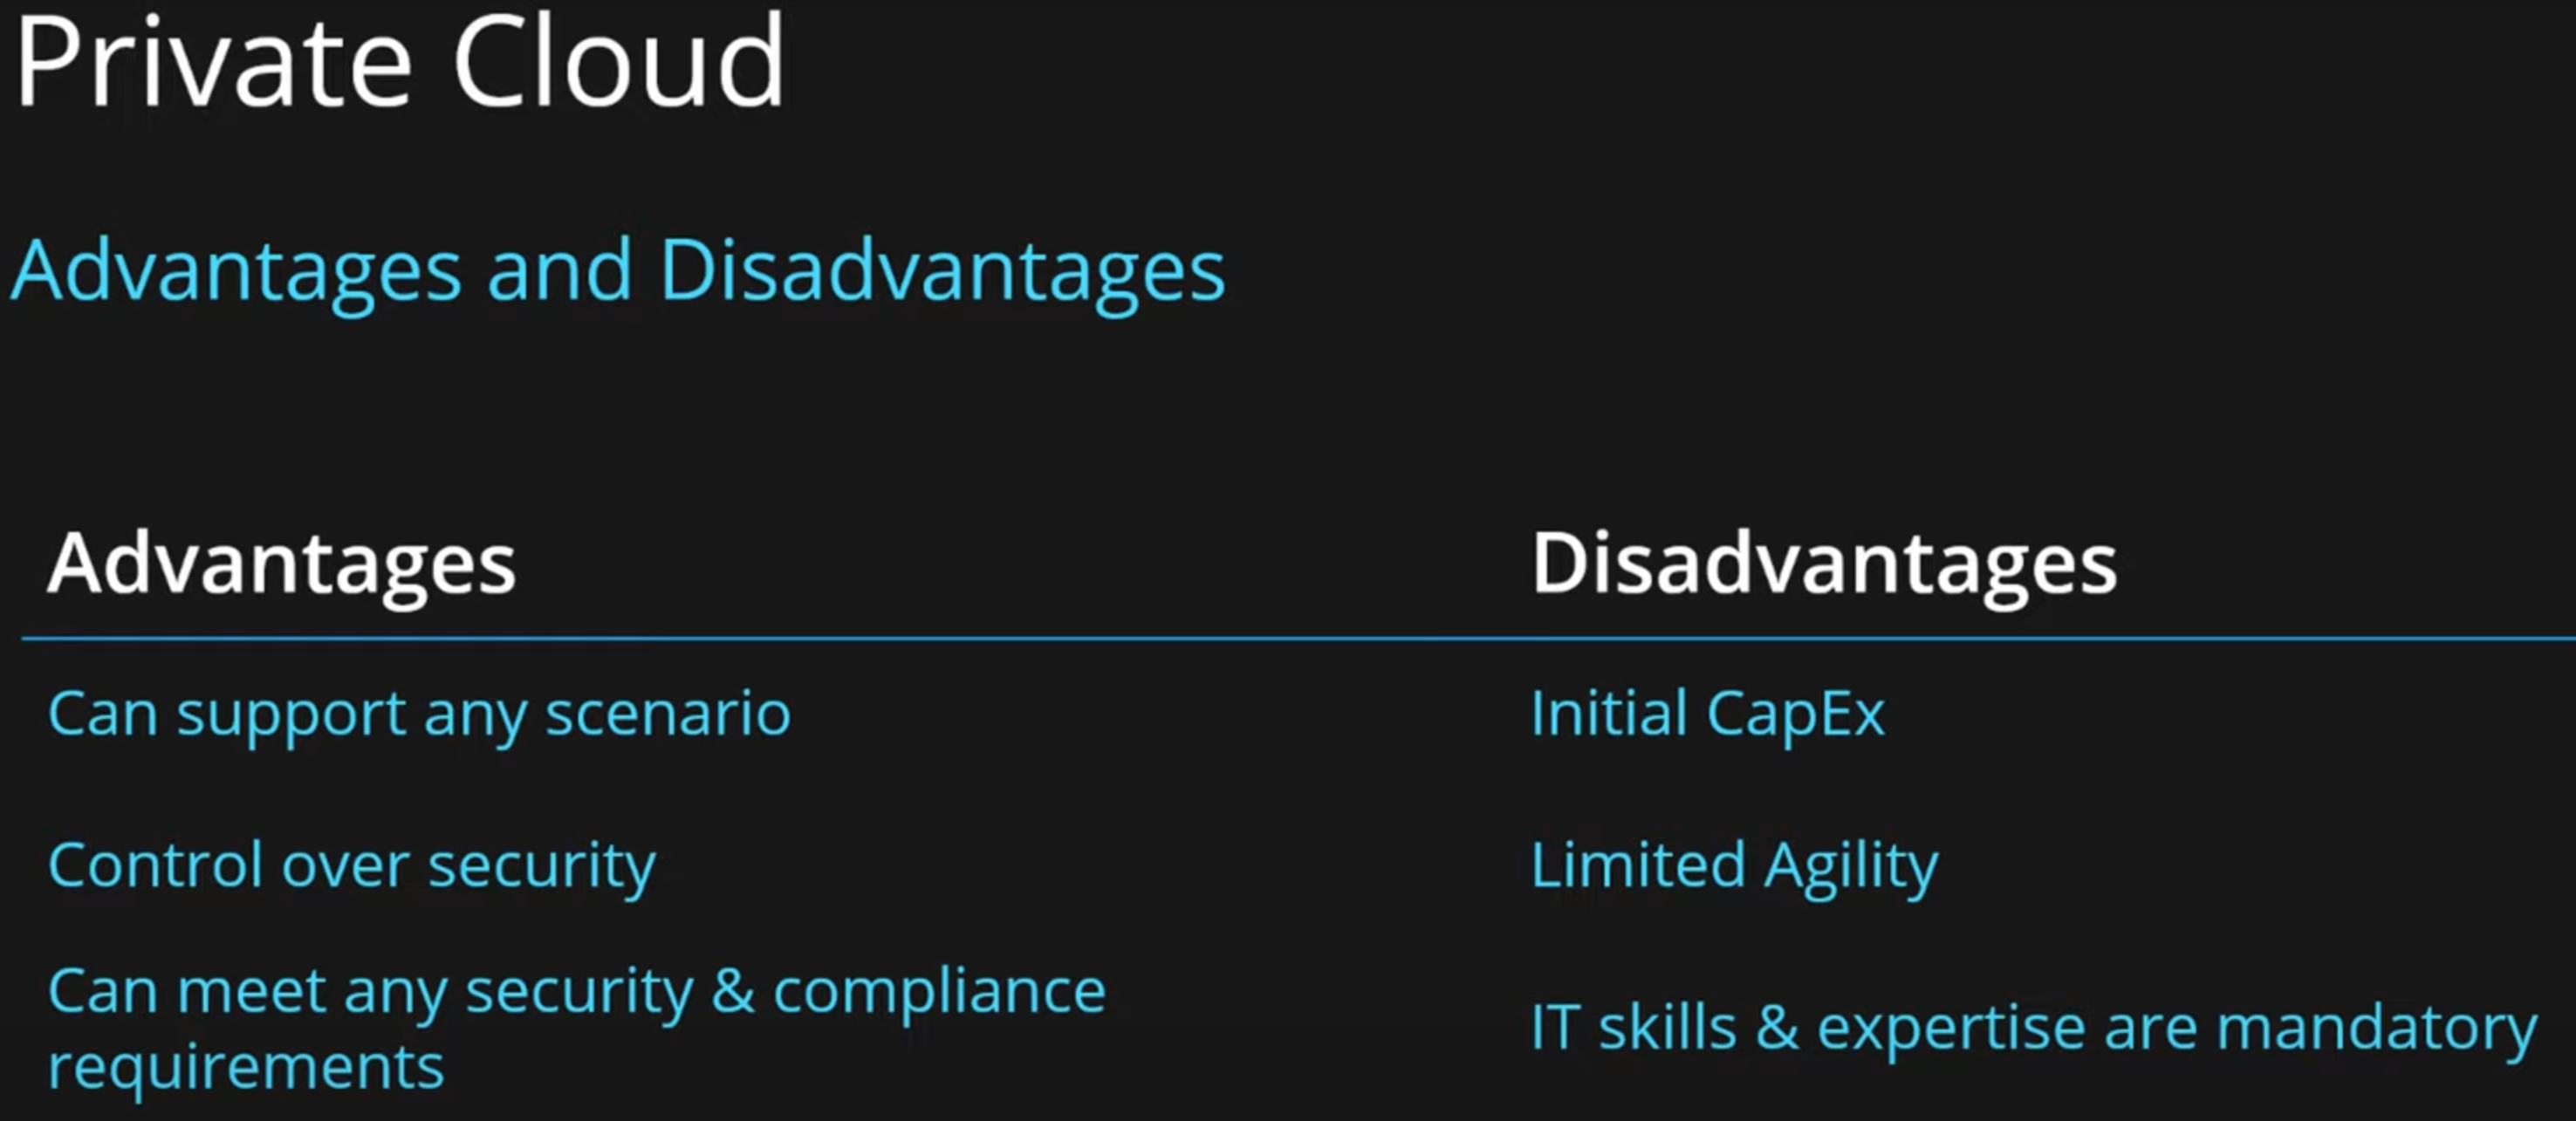 Private Cloud
Advantages and Disadvantages
Advantages
Disadvantages
Can support any scenario
Initial CapEx
Control over security
Limited Agility
Can meet any security & compliance
requirements
IT skills & expertise are mandatory